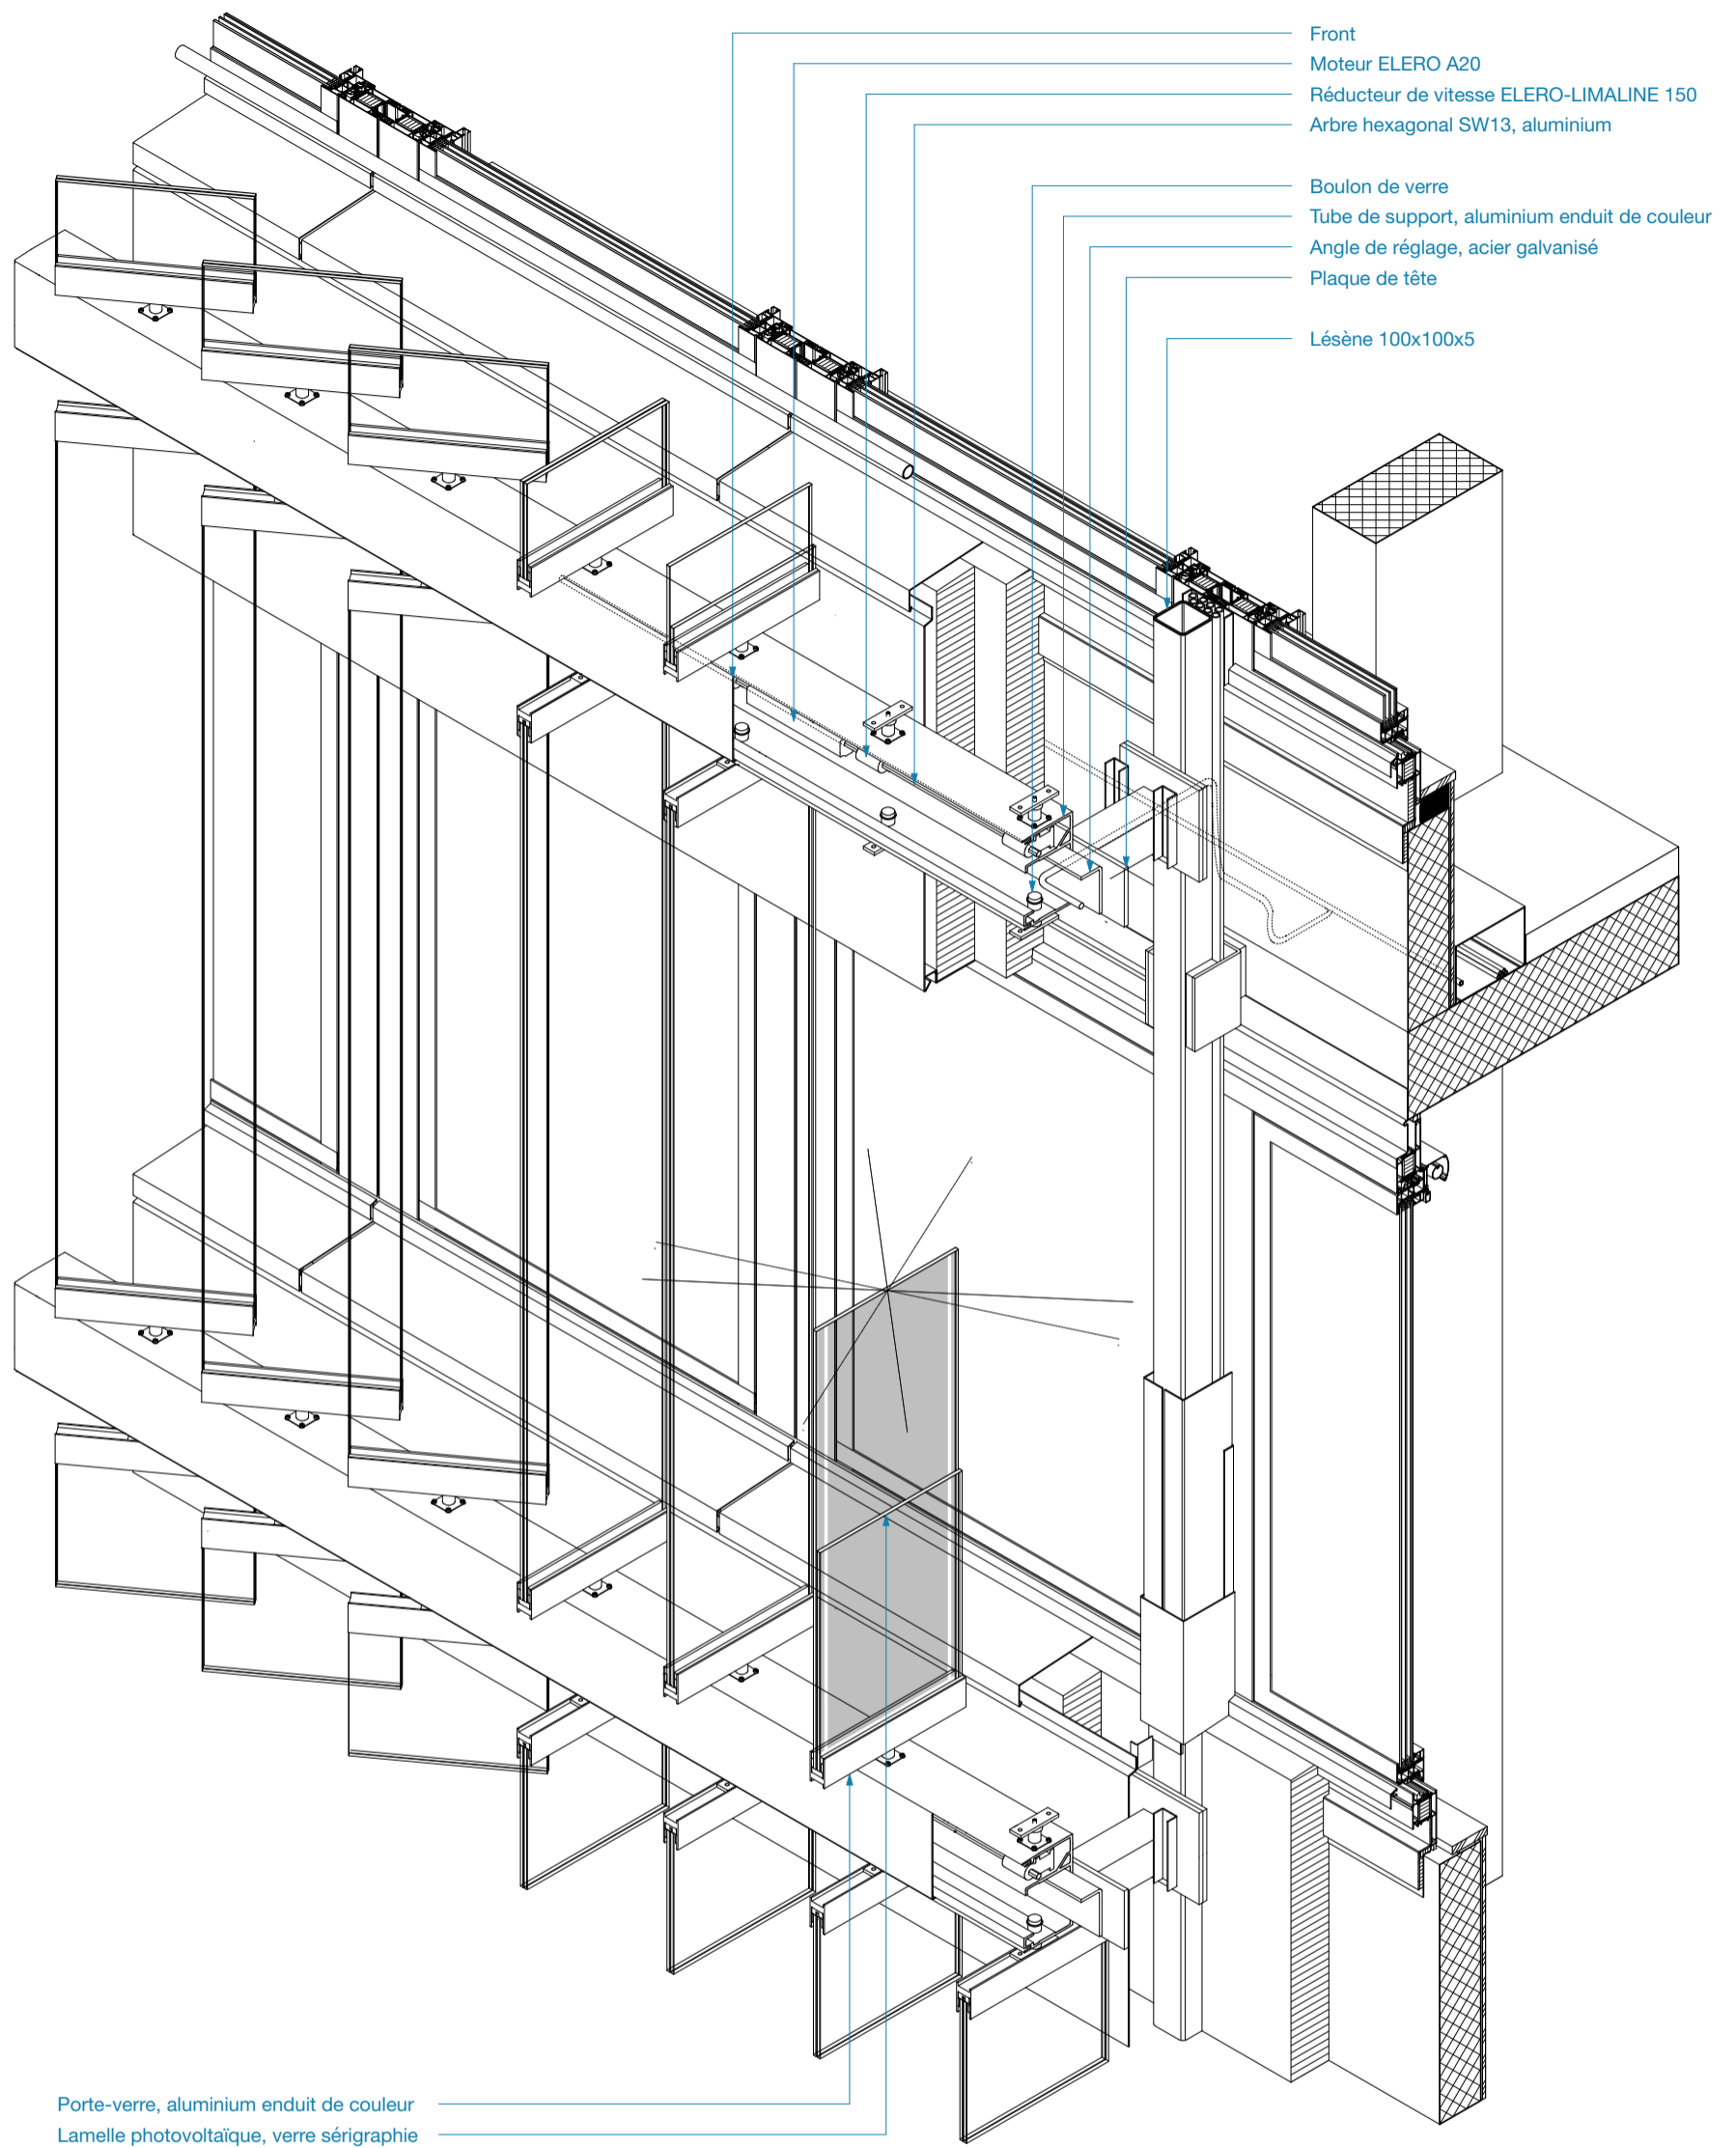 Front
Moteur ELERO A20
Réducteur de vitesse ELERO-LIMALINE 150
Arbre hexagonal SW13, aluminium
Boulon de verre
Tube de support, aluminium enduit de couleur
Angle de réglage, acier galvanisé
Plaque de tête
Lésène 100x100x5
Porte-verre, aluminium enduit de couleur
Lamelle photovoltaïque, verre sérigraphie